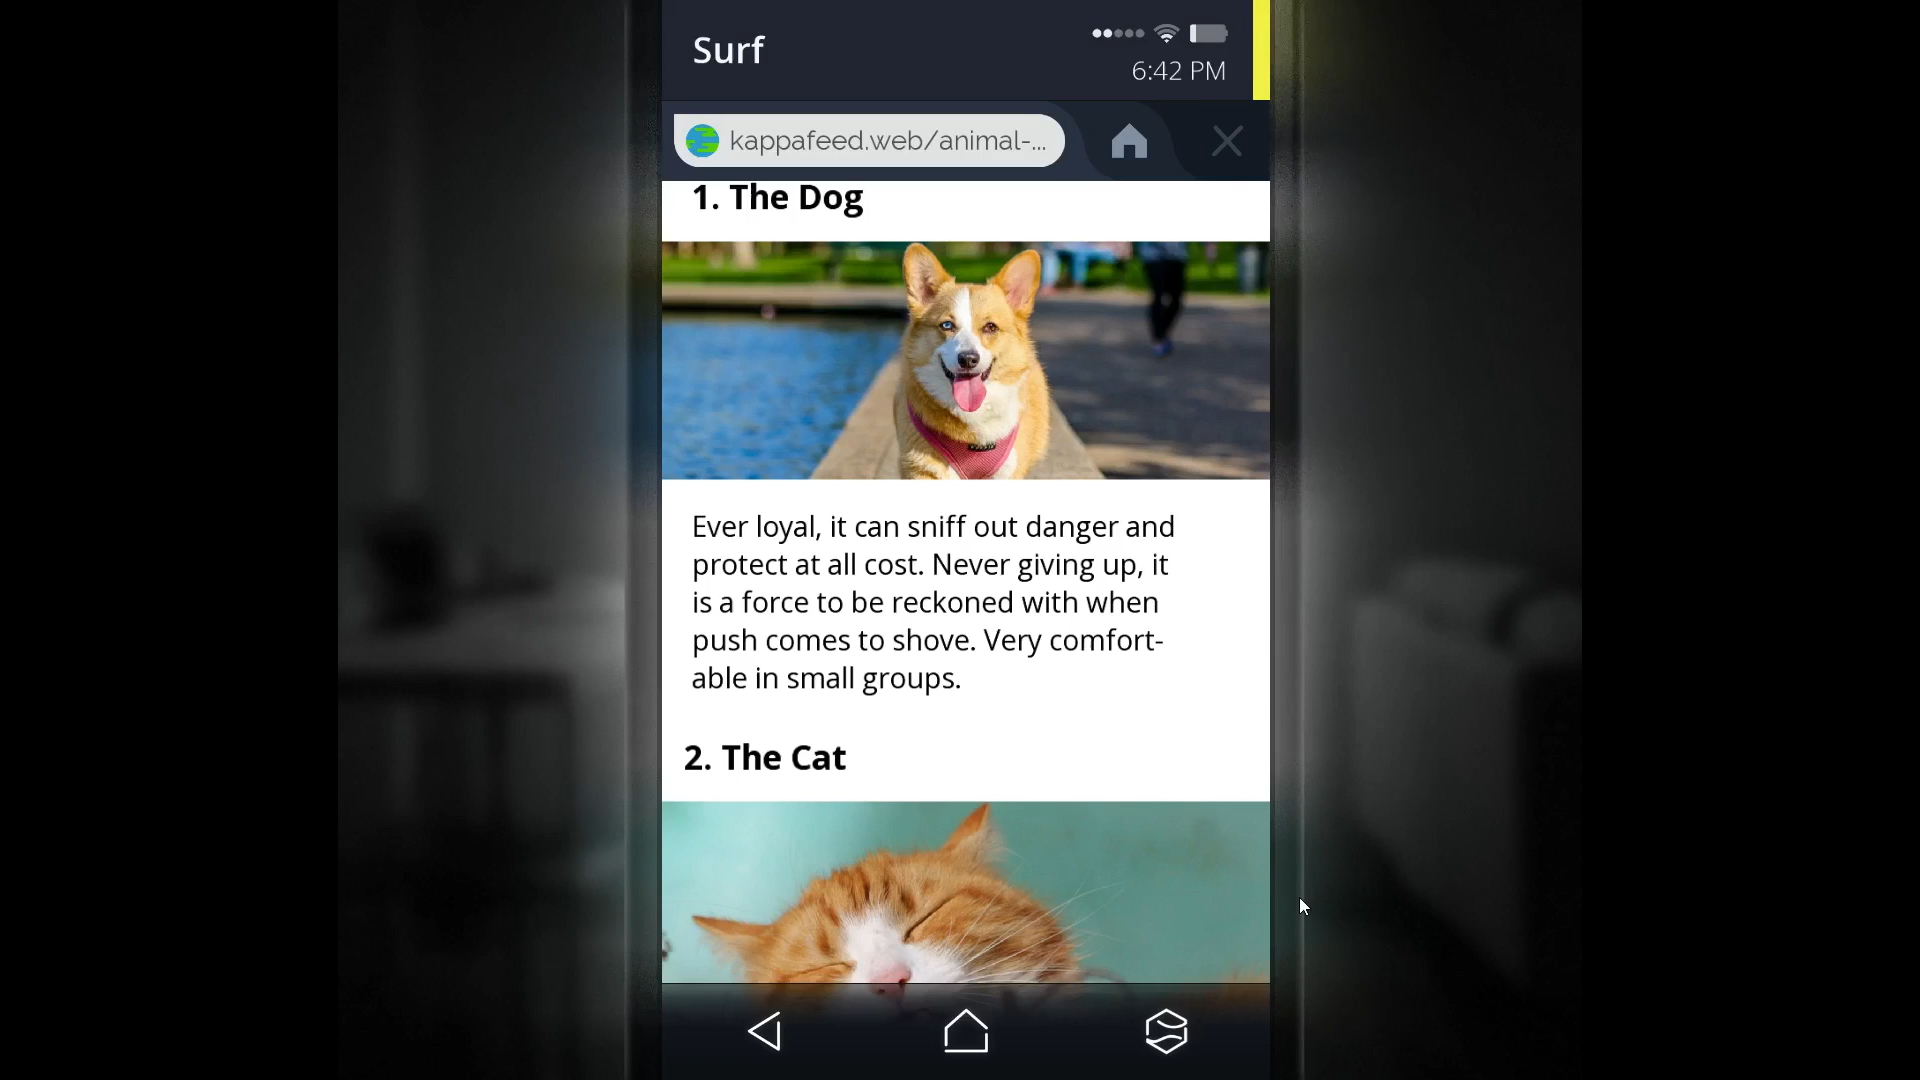 Surf
6:42 PM
kappafeed.web/animal-...
1. The Dog
Ever loyal, it can sniff out danger and
protect at all cost. Never giving up, it
is a force to be reckoned with when
push comes to shove. Very comfort-
able in small groups.
2. The Cat